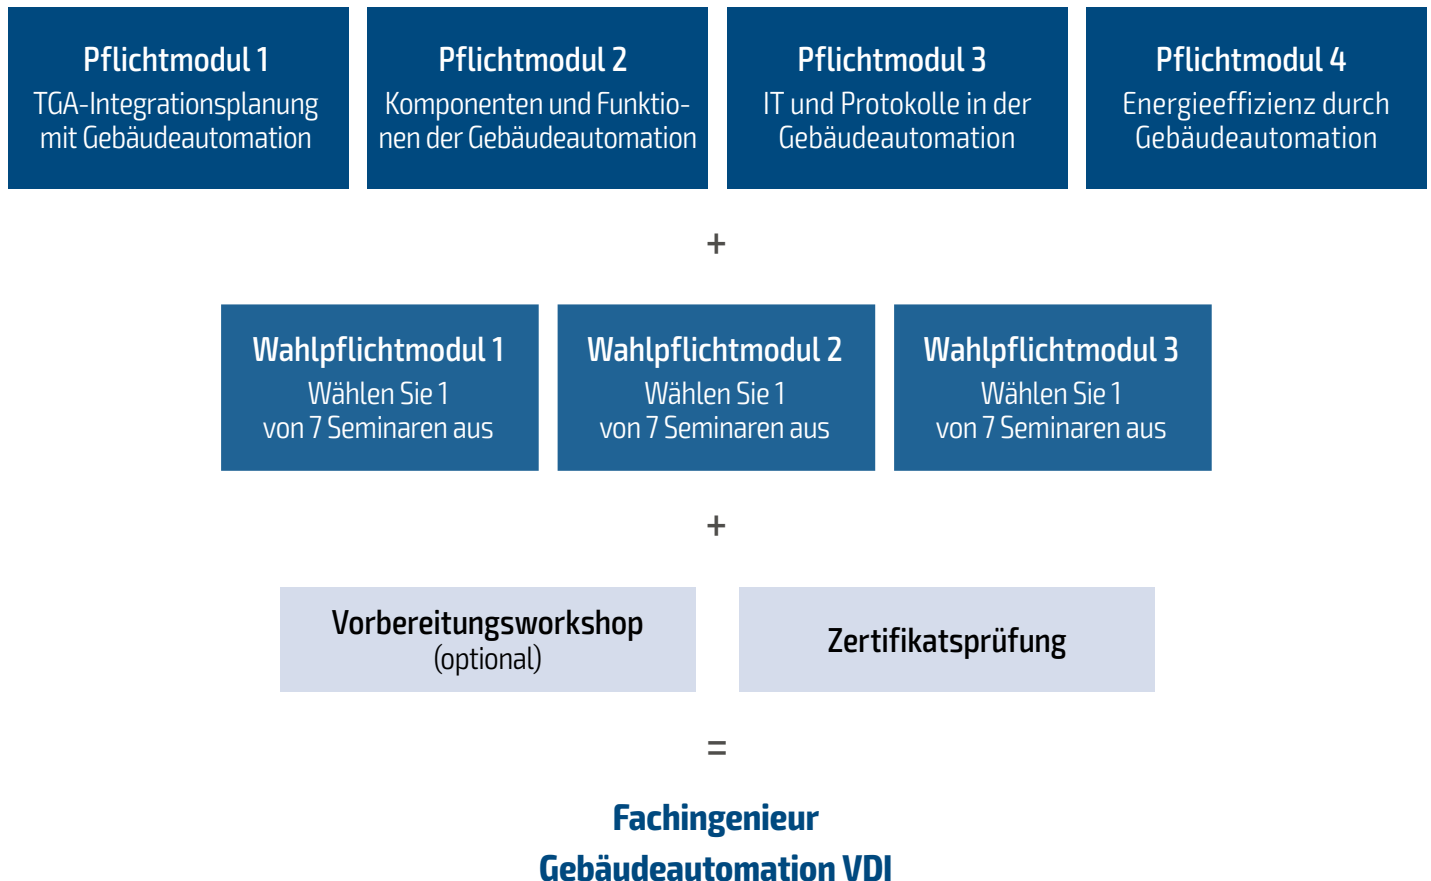 Pflichtmodul 1
TGA-Integrationsplanung
mit Gebäudeautomation
Pflichtmodul 2
Komponenten und Funktio-
nen der Gebäudeautomation
Pflichtmodul 3
IT und Protokolle in der
Gebäudeautomation
Pflichtmodul 4
Energieeffizienz durch
Gebäudeautomation
+
Wahlpflichtmodul 1
Wählen Sie 1
von 7 Seminaren aus
Wahlpflichtmodul 2
Wählen Sie 1
von 7 Seminaren aus
Wahlpflichtmodul 3
Wählen Sie 1
von 7 Seminaren aus
+
Vorbereitungsworkshop
(optional)
Zertifikatsprüfung
=
Fachingenieur
Gebäudeautomation VDI